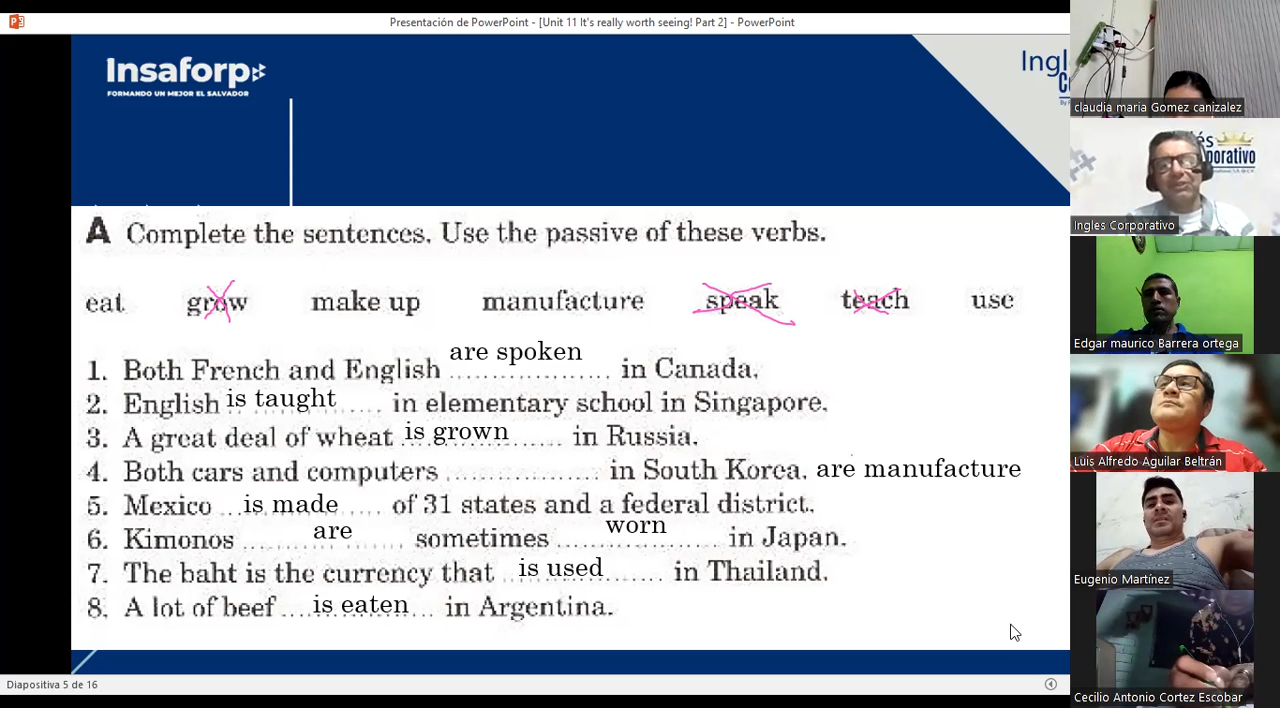 Presentación de PowerPoint - [Unit 11 It's really worth seeing! Part 2] - PowerPoint
Insaforp
FORMANDO UN MEJOR EL SALVADOR
A Complete the sentences. Use the passive of these verbs.
eat grow make up manufacture speak teach use
1. Both French and English are spoken in Canada.
2. English is taught in elementary school in Singapore.
3. A great deal of wheat is grown in Russia.
4. Both cars and computers .................... in South Korea. are manufacture
5. Mexico is made of 31 states and a federal district.
6. Kimonos are sometimes worn in Japan.
7. The baht is the currency that is used in Thailand.
8. A lot of beef is eaten in Argentina.
Diapositiva 5 de 16
claudia maria Gomez canizalez
Ingles Corporativo
Edgar maurico Barrera ortega
Luis Alfredo Aguilar Beltrán
Eugenio Martínez
Cecilio Antonio Cortez Escobar